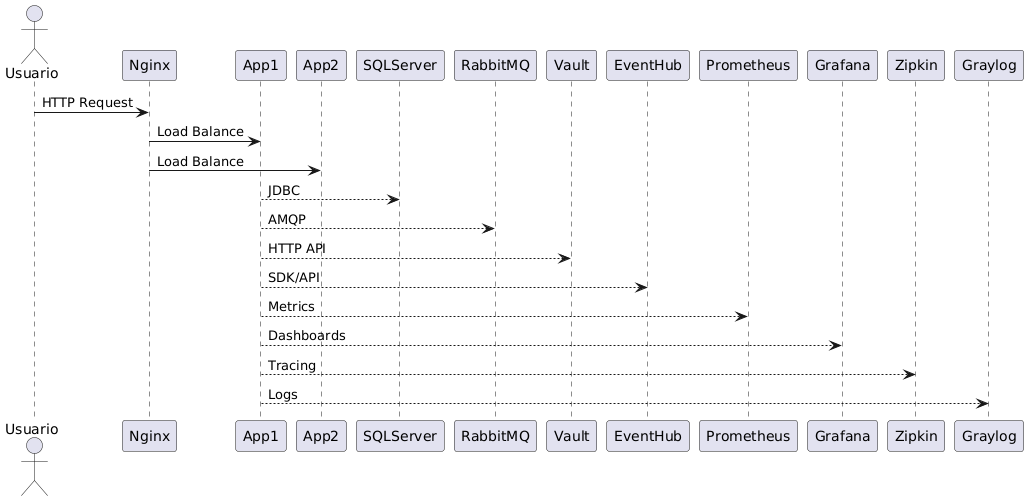 Usuario
Nginx
App1
App2
SQLServer
RabbitMQ
Vault
EventHub
Prometheus
Grafana
Zipkin
Graylog
HTTP Request
Load Balance
Load Balance
JDBC
AMQP
HTTP API
SDK/API
Metrics
Dashboards
Tracing
Logs
Usuario
Nginx
App1
App2
SQLServer
RabbitMQ
Vault
EventHub
Prometheus
Grafana
Zipkin
Graylog